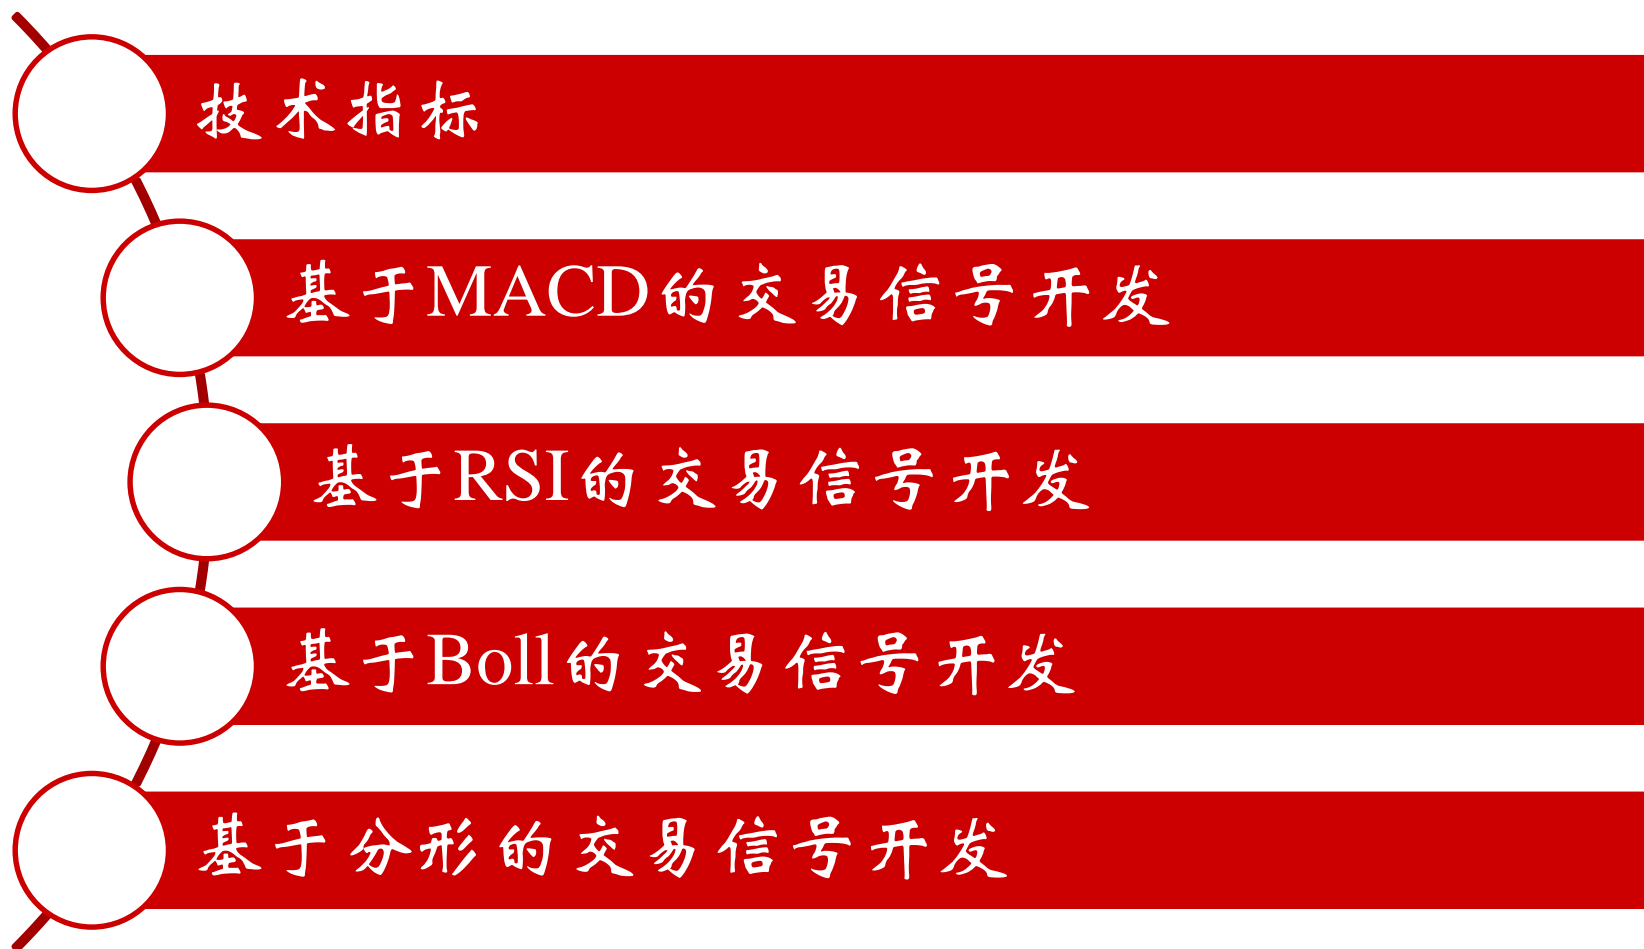 技术指标
基于MACD的交易信号开发
基于RSI的交易信号开发
基于Boll的交易信号开发
基于分形的交易信号开发